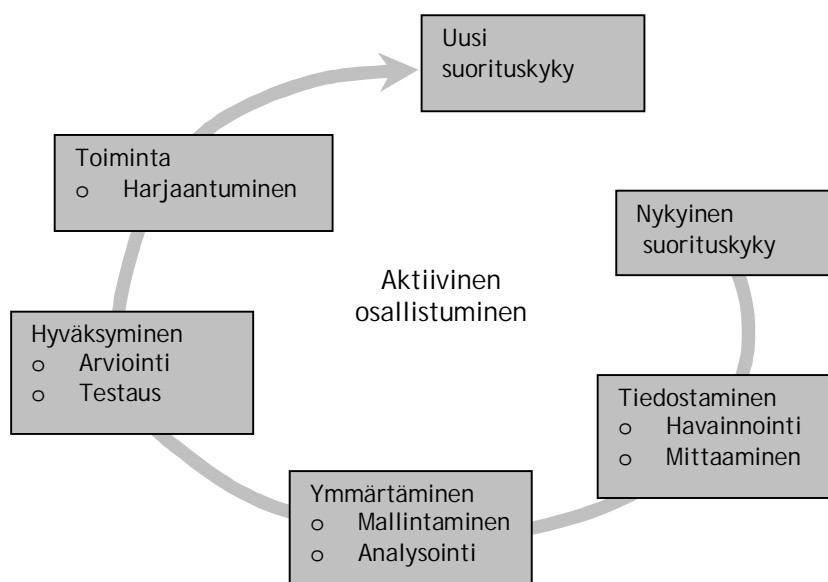 Uusi
suorituskyky
Toiminta
o Harjaantuminen
Nykyinen
suorituskyky
Aktiivinen
osallistuminen
Hyväksyminen
o Arviointi
o Testaus
Tiedostaminen
o Havainnointi
o Mittaaminen
Ymmärtäminen
o Mallintaminen
o Analysointi